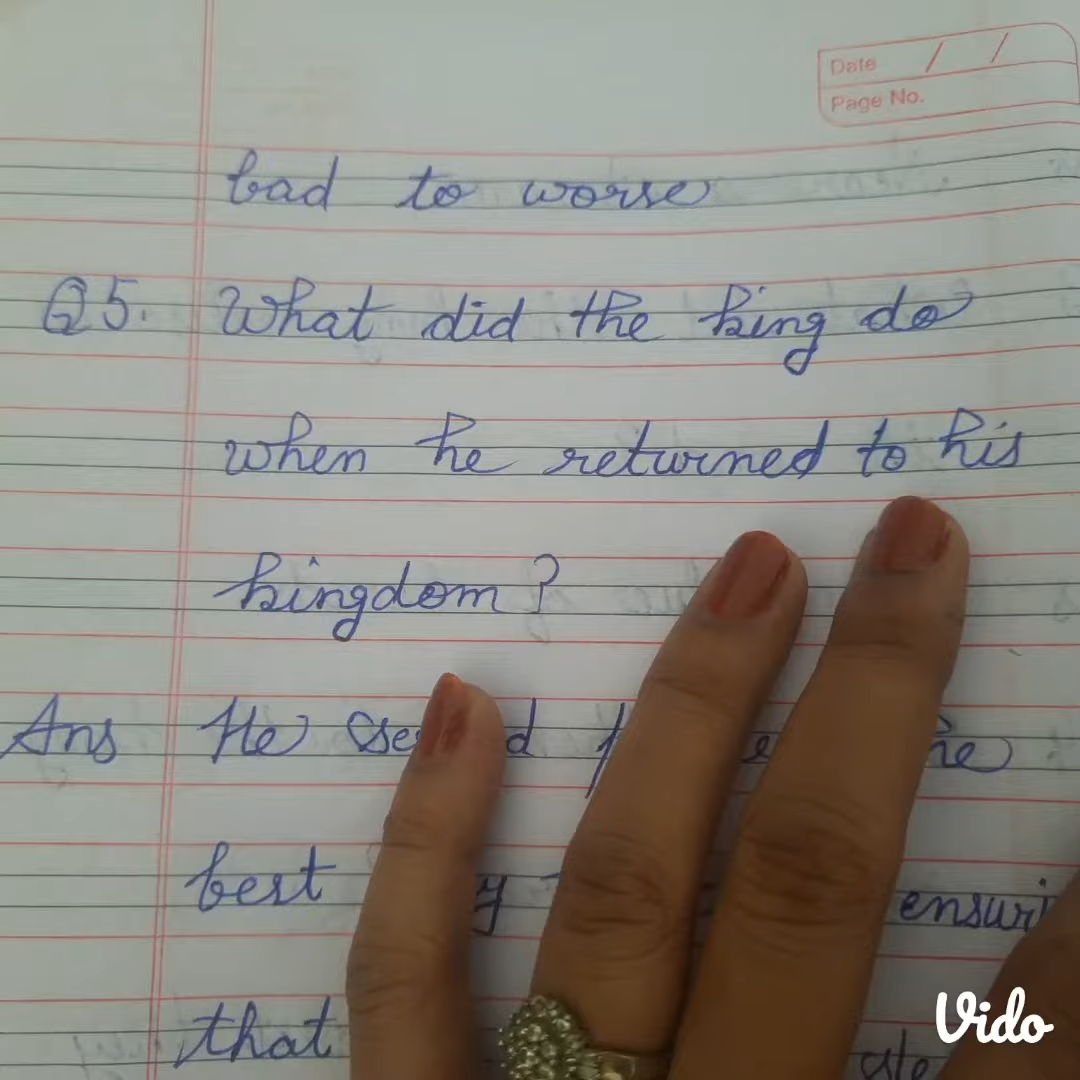 Date / /
Page No.
bad to worse
Q5. What did the king do
when he returned to his
kingdom?
Ans He
best ensuri
that
Vido